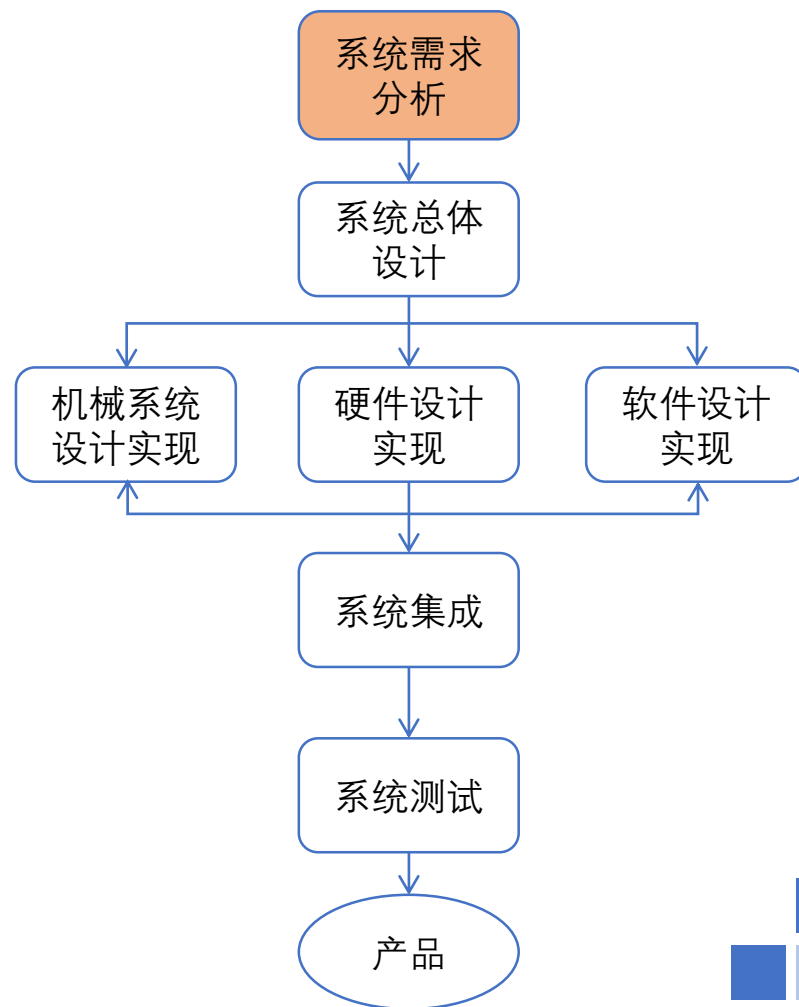 系统需求
分析
系统总体
设计
机械系统
设计实现
硬件设计
实现
软件设计
实现
系统集成
系统测试
产品